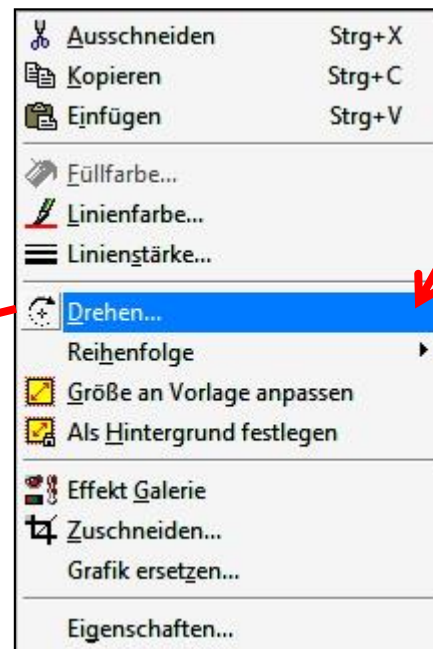 Ausschneiden Strg+X
Kopieren Strg+C
Einfügen Strg+V
Füllfarbe...
Linienfarbe...
Linienstärke...
Drehen...
Reihenfolge
Größe an Vorlage anpassen
Als Hintergrund festlegen
Effekt Galerie
Zuschneiden...
Grafik ersetzen...
Eigenschaften...